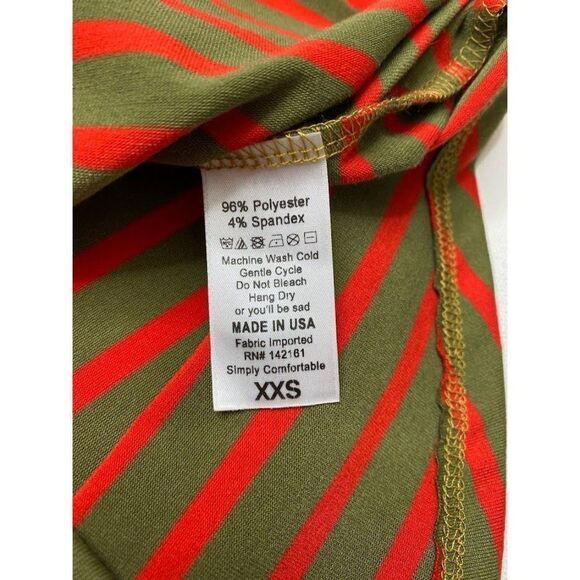 96% Polyester
4% Spandex
Machine Wash Cold
Gentle Cycle
Do Not Bleach
Hang Dry
or you'll be sad
MADE IN USA
Fabric Imported
RN# 142161
Simply Comfortable
XXS